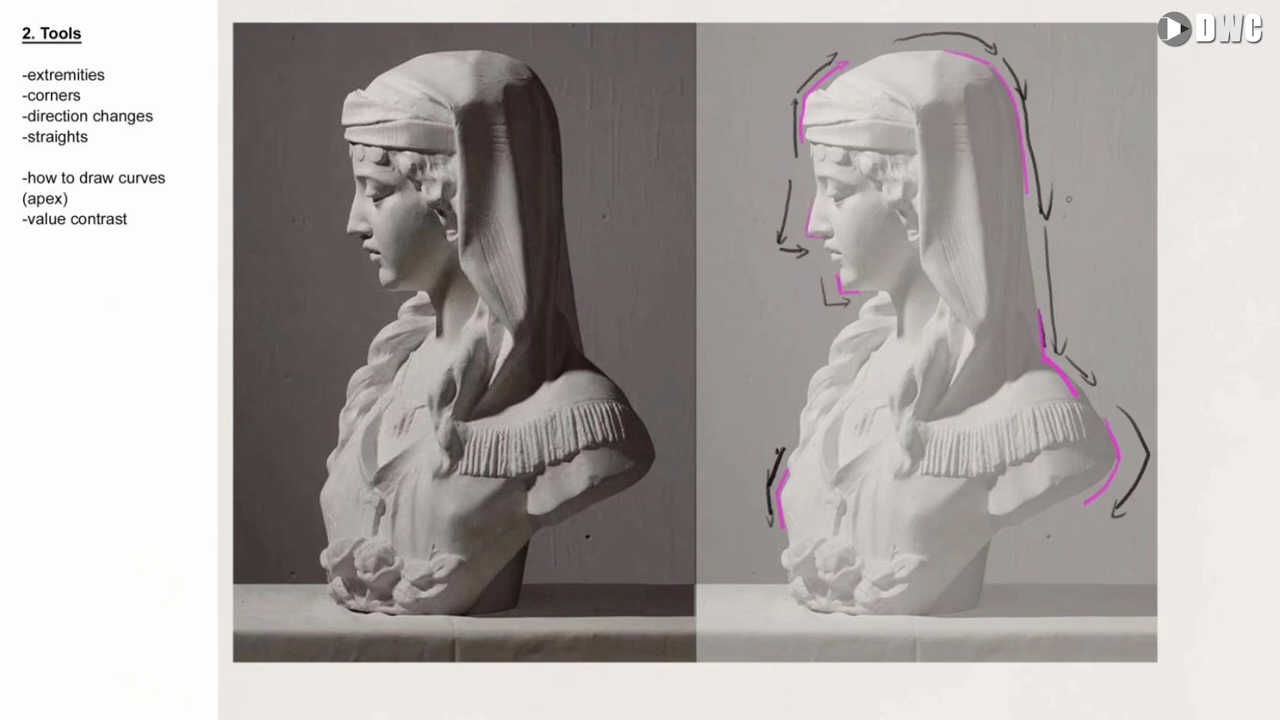 2. Tools
-extremities
-corners
-direction changes
-straights
-how to draw curves
(apex)
-value contrast
DWC